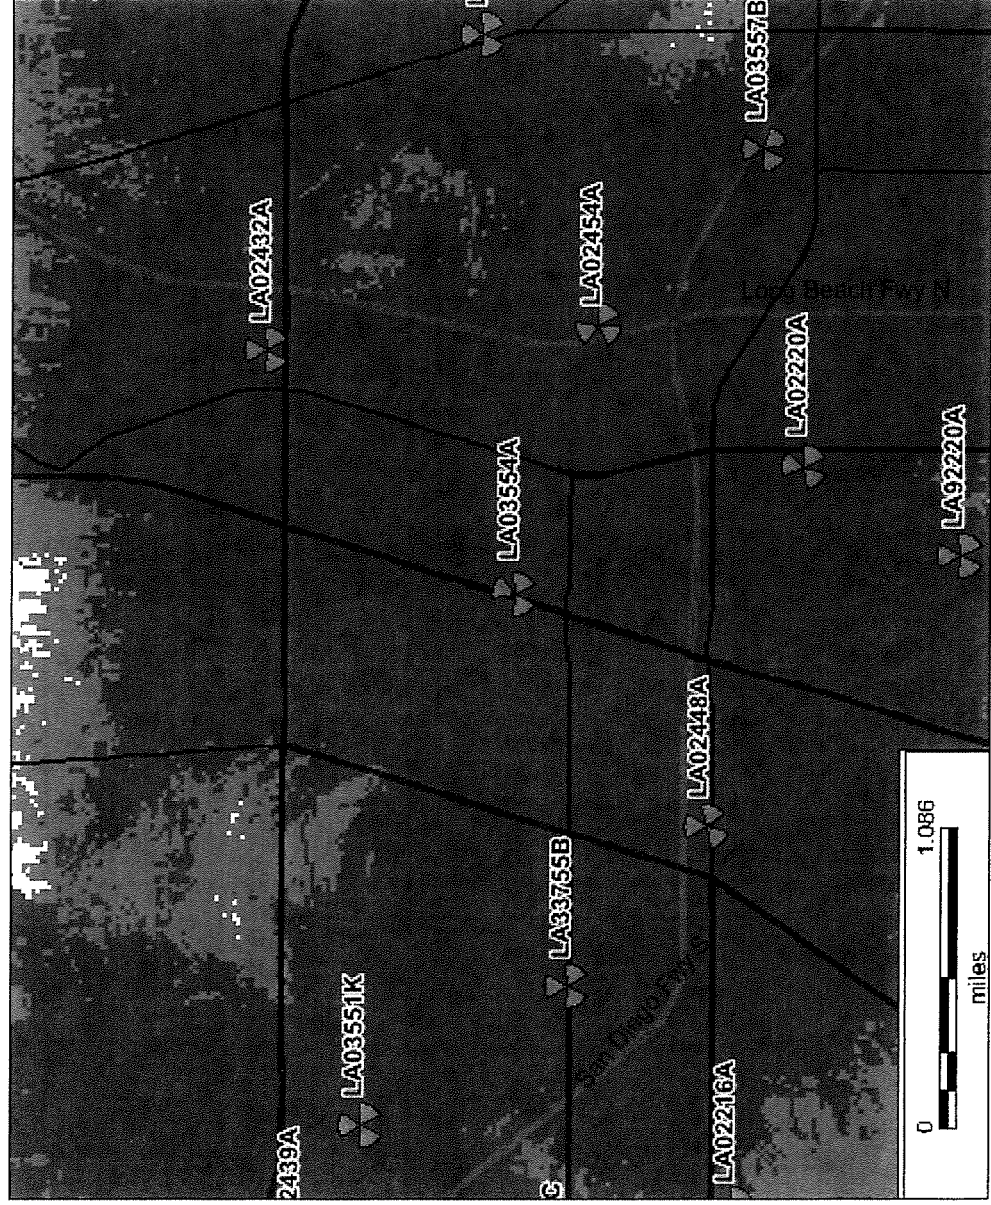 LA03557B
LA02432A
LA02454A
Long Beach Fwy N
LA02220A
LA92220A
LA03554A
LA02448A
LA33755B
San Diego Fwy S
LA03551K
2439A
C
LA02216A
0
1.086
miles